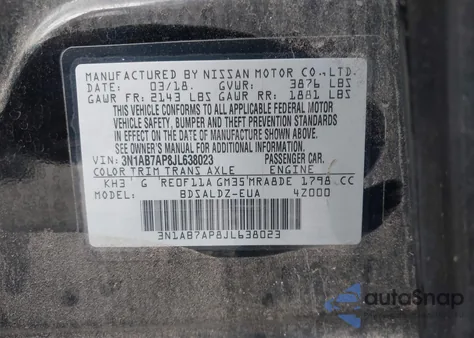 MANUFACTURED BY NISSAN MOTOR CO., LTD.
DATE: 03/18. GVWR: 3876 LBS
GAWR FR: 2143 LBS GAWR RR: 1881 LBS
THIS VEHICLE CONFORMS TO ALL APPLICABLE FEDERAL MOTOR
VEHICLE SAFETY, BUMPER AND THEFT PREVENTION STANDARDS
IN EFFECT ON THE DATE OF MANUFACTURE SHOWN ABOVE.
SEE OWNER'S MANUAL FOR ADDITIONAL INFORMATION.
VIN: 3N1AB7AP8JL638023 PASSENGER CAR.
COLOR TRIM TRANS AXLE ENGINE
KH3 G RE0F11A GM35 MRA8DE 1798 CC
MODEL: BDSALDZ-EUA 4Z000
3N1AB7AP8JL638023
autoSnap